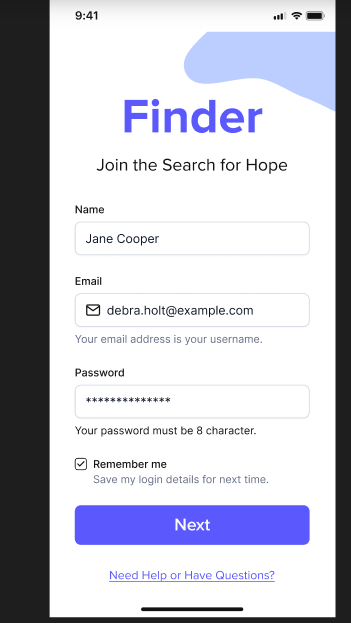 9:41
Finder
Join the Search for Hope
Name
Jane Cooper
Email
debra.holt@example.com
Your email address is your username.
Password
**************
Your password must be 8 character.
Remember me
Save my login details for next time.
Next
Need Help or Have Questions?